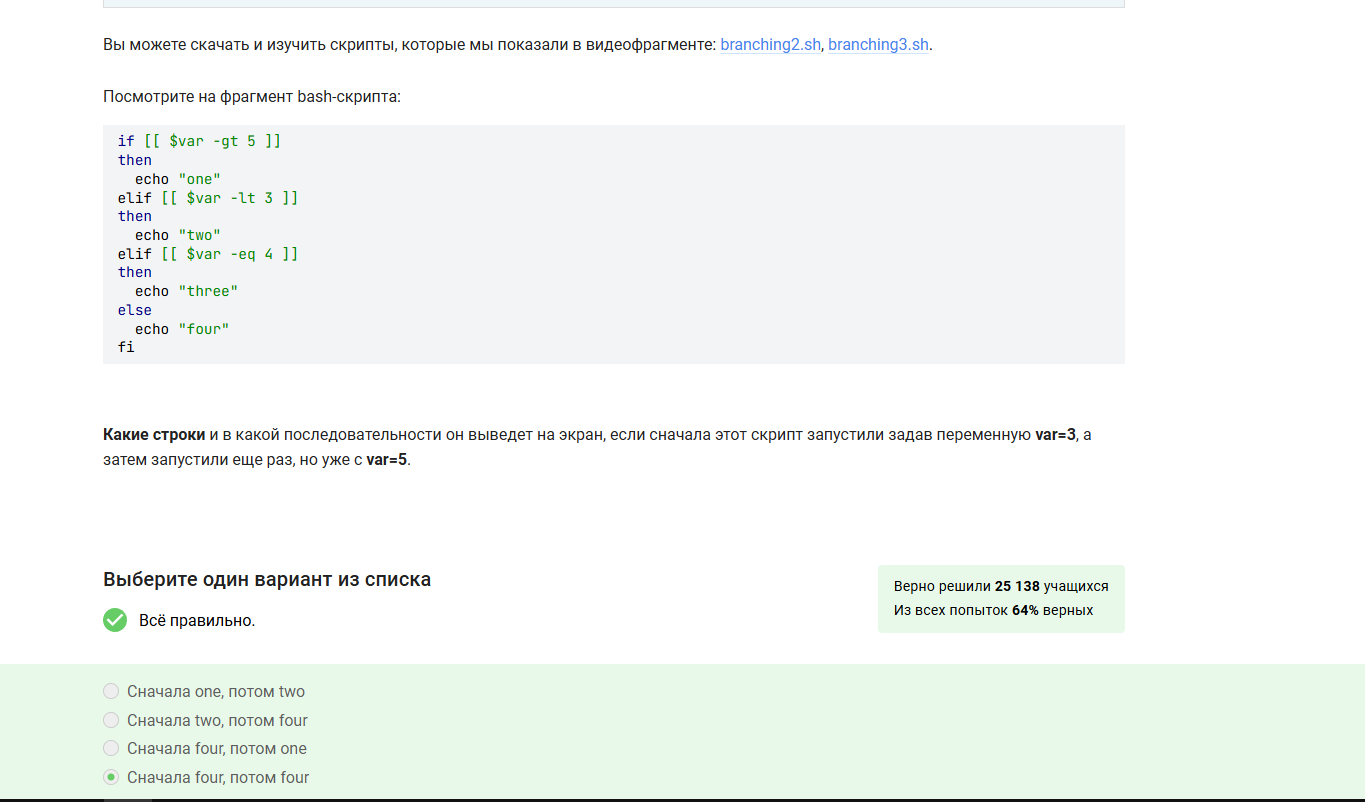 Вы можете скачать и изучить скрипты, которые мы показали в видеофрагменте: branching2.sh, branching3.sh.
Посмотрите на фрагмент bash-скрипта:
if [[ $var -gt 5 ]]
then
  echo "one"
elif [[ $var -lt 3 ]]
then
  echo "two"
elif [[ $var -eq 4 ]]
then
  echo "three"
else
  echo "four"
fi
Какие строки и в какой последовательности он выведет на экран, если сначала этот скрипт запустили задав переменную var=3, а
затем запустили еще раз, но уже с var=5.
Выберите один вариант из списка
Всё правильно.
Верно решили 25 138 учащихся
Из всех попыток 64% верных
Сначала one, потом two
Сначала two, потом four
Сначала four, потом one
Сначала four, потом four